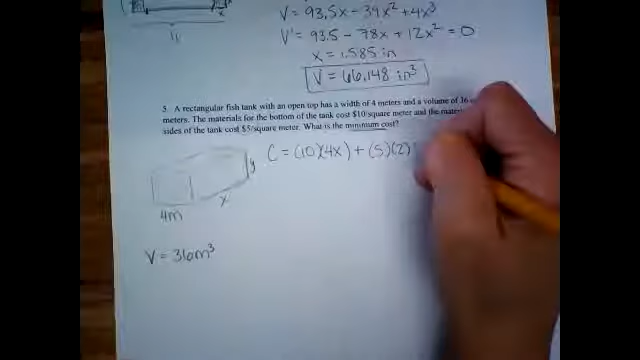 11
x
V = 93.5x − 39x² + 4x³
V' = 93.5 − 78x + 12x² = 0
x = 1.585 in
V = 66.148 in³
5. A rectangular fish tank with an open top has a width of 4 meters and a volume of 36
meters. The materials for the bottom of the tank cost $10/square meter and the
sides of the tank cost $5/square meter. What is the minimum cost?
C = (10)(4x) + (5)(2)
y
x
4m
V = 36m³